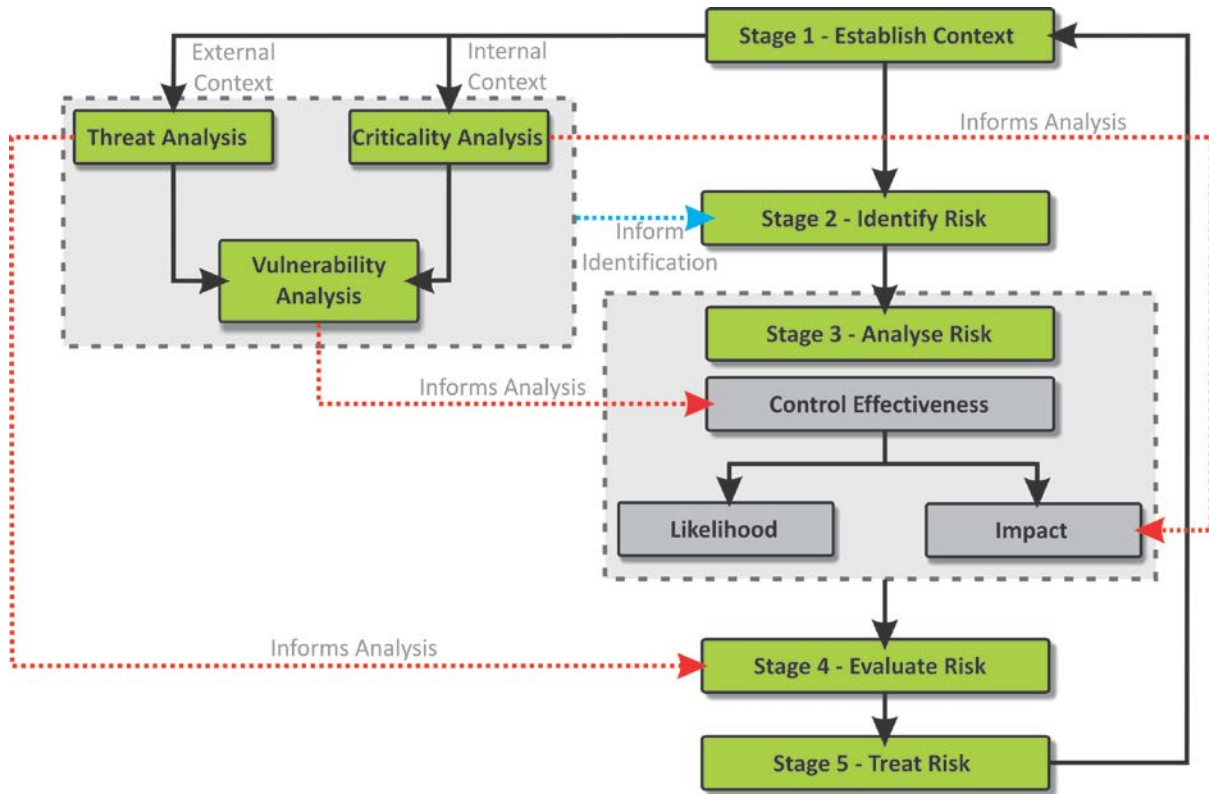 Stage 1 - Establish Context
External
Context
Internal
Context
Threat Analysis
Criticality Analysis
Informs Analysis
Stage 2 - Identify Risk
Inform
Identification
Vulnerability
Analysis
Stage 3 - Analyse Risk
Informs Analysis
Control Effectiveness
Likelihood
Impact
Informs Analysis
Stage 4 - Evaluate Risk
Stage 5 - Treat Risk